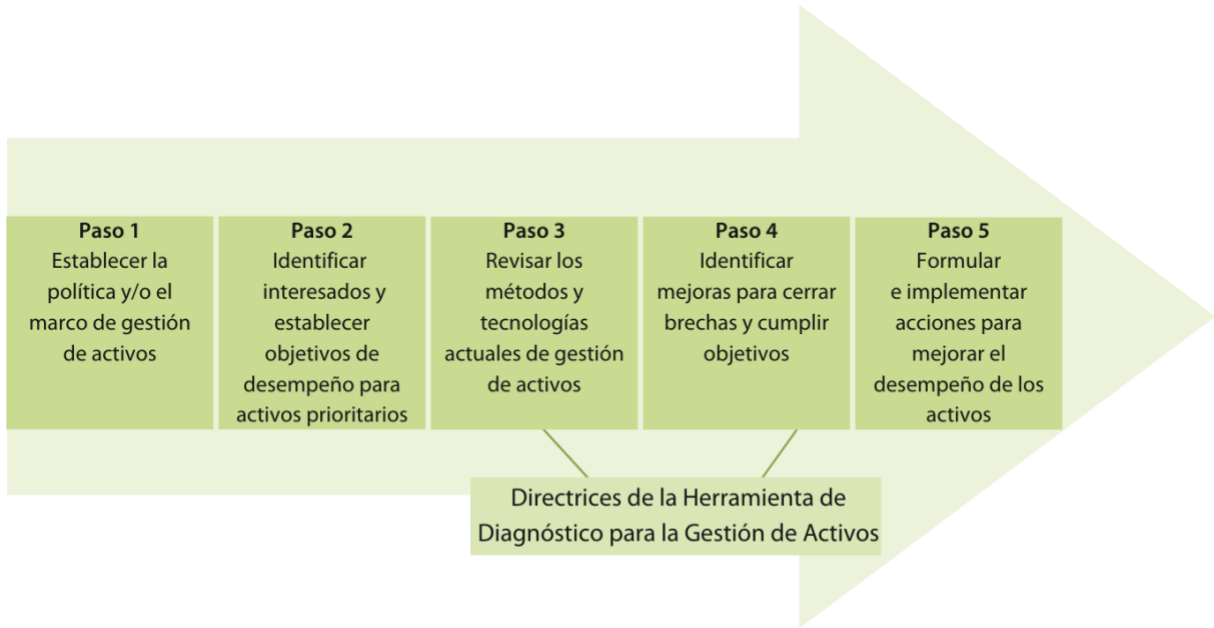 Paso 1
Establecer la
política y/o el
marco de gestión
de activos
Paso 2
Identificar
interesados y
establecer
objetivos de
desempeño para
activos prioritarios
Paso 3
Revisar los
métodos y
tecnologías
actuales de gestión
de activos
Paso 4
Identificar
mejoras para cerrar
brechas y cumplir
objetivos
Paso 5
Formular
e implementar
acciones para
mejorar el
desempeño de los
activos
Directrices de la Herramienta de
Diagnóstico para la Gestión de Activos